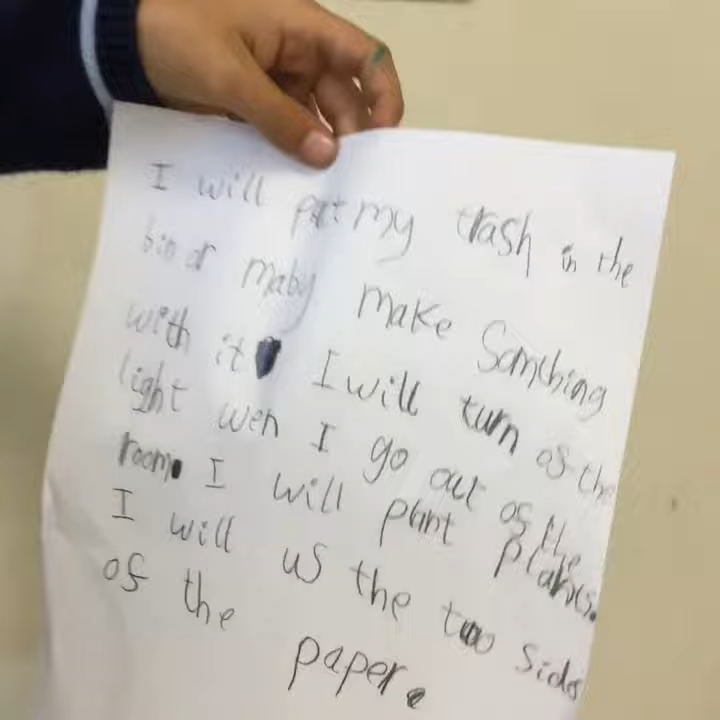 I will put my trash in the
bin or maby make Somthing
with it I will turn of the
light wen I go out of the
room. I will plant plants.
I will us the two Sides
of the paper.